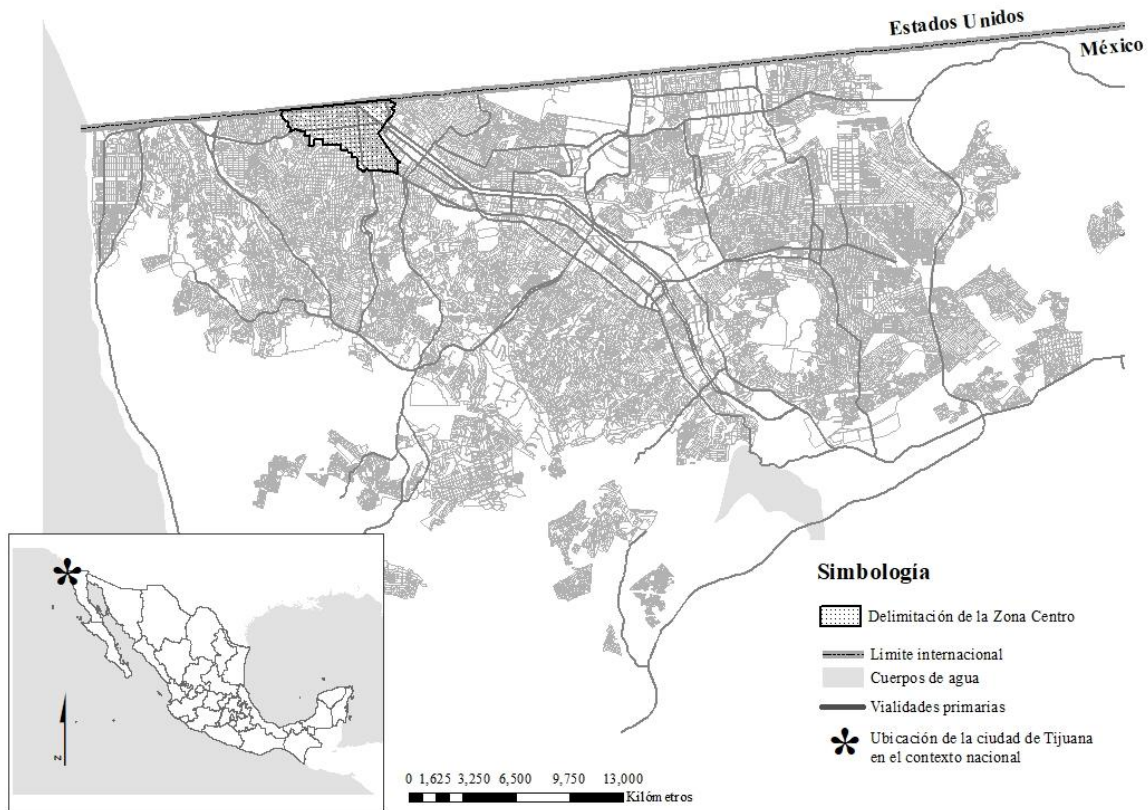 Estados Unidos
México
Simbología
Delimitación de la Zona Centro
Limite internacional
Cuerpos de agua
Vialidades primarias
Ubicación de la ciudad de Tijuana
en el contexto nacional
N
0 1,625 3,250 6,500 9,750 13,000
Kilómetros